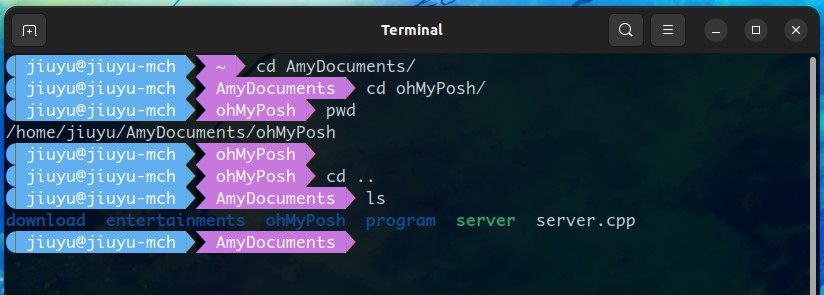 Terminal
jiuyu@jiuyu-mch ~ cd AmyDocuments/
jiuyu@jiuyu-mch AmyDocuments cd ohMyPosh/
jiuyu@jiuyu-mch ohMyPosh pwd
/home/jiuyu/AmyDocuments/ohMyPosh
jiuyu@jiuyu-mch ohMyPosh
jiuyu@jiuyu-mch ohMyPosh cd ..
jiuyu@jiuyu-mch AmyDocuments ls
download entertainments ohMyPosh program server server.cpp
jiuyu@jiuyu-mch AmyDocuments